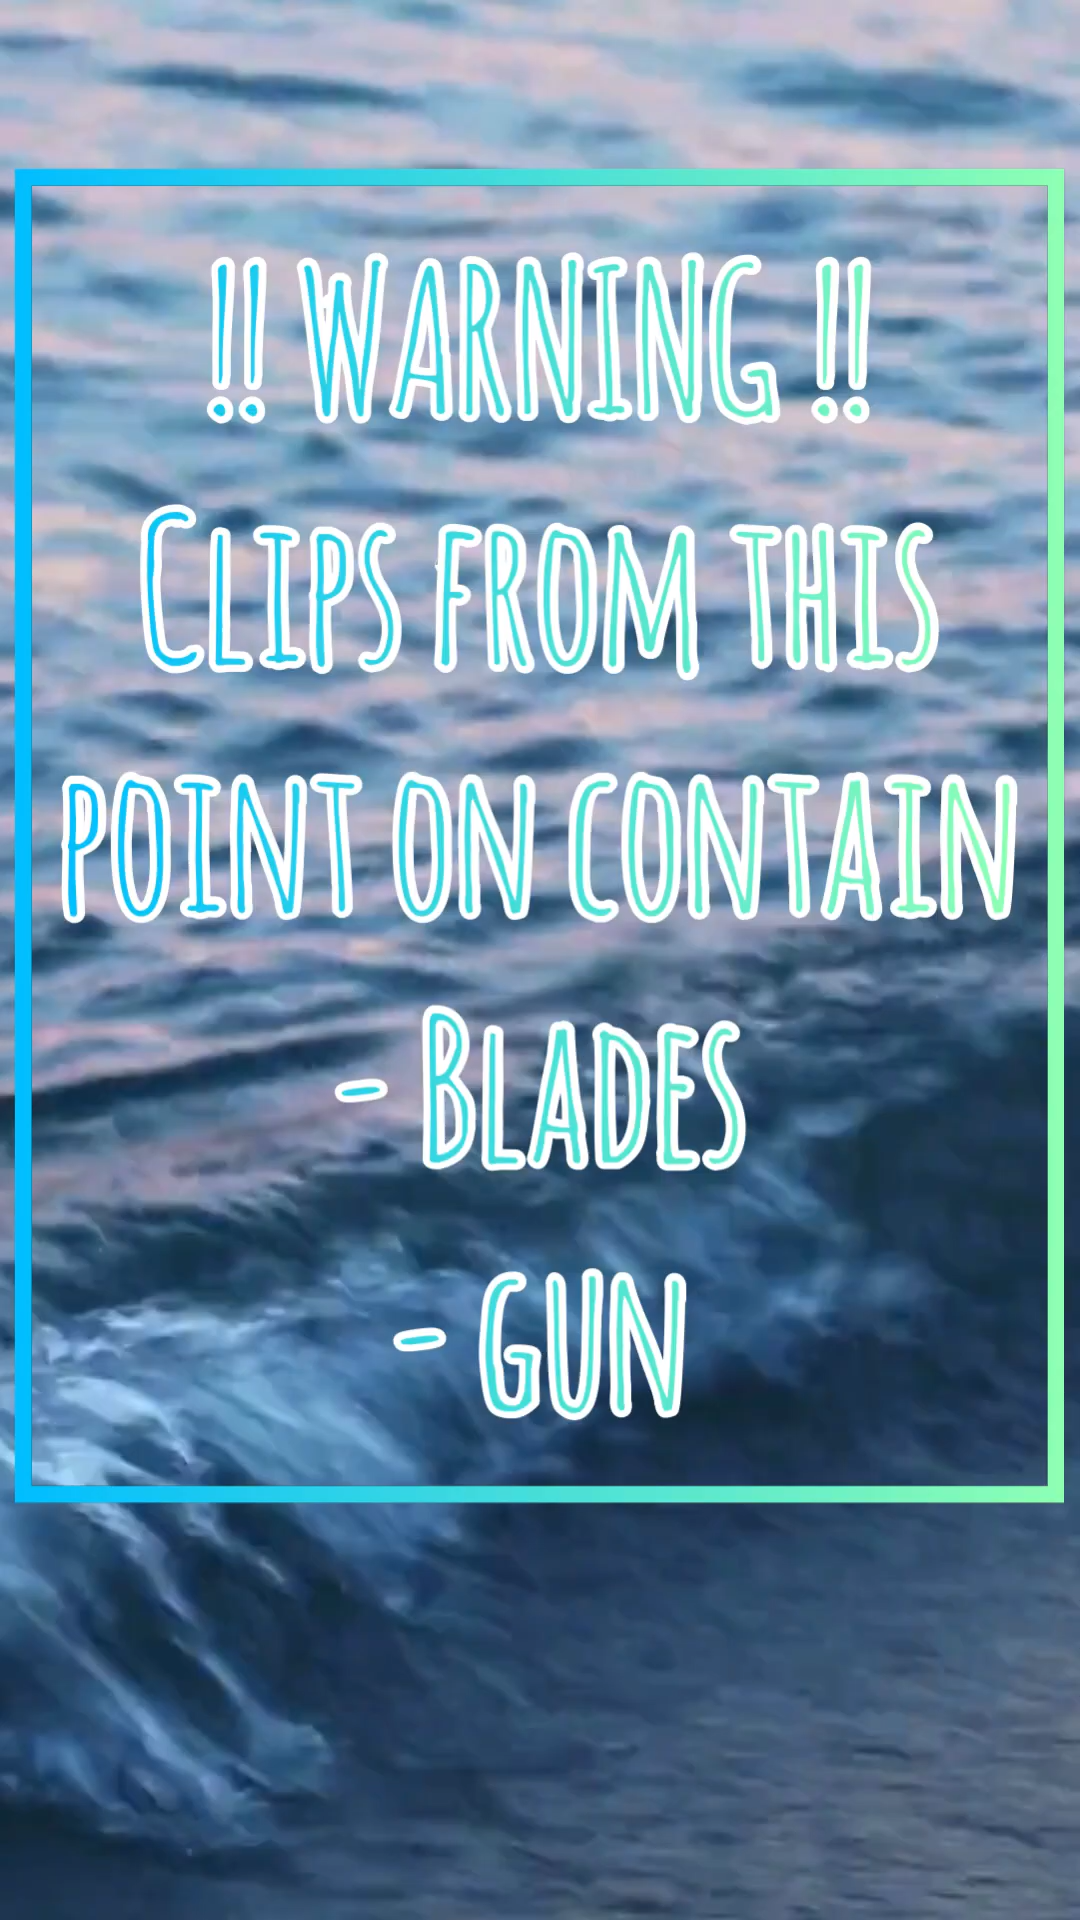 !! WARNING !!
CLIPS FROM THIS
POINT ON CONTAIN
- BLADES
- GUN